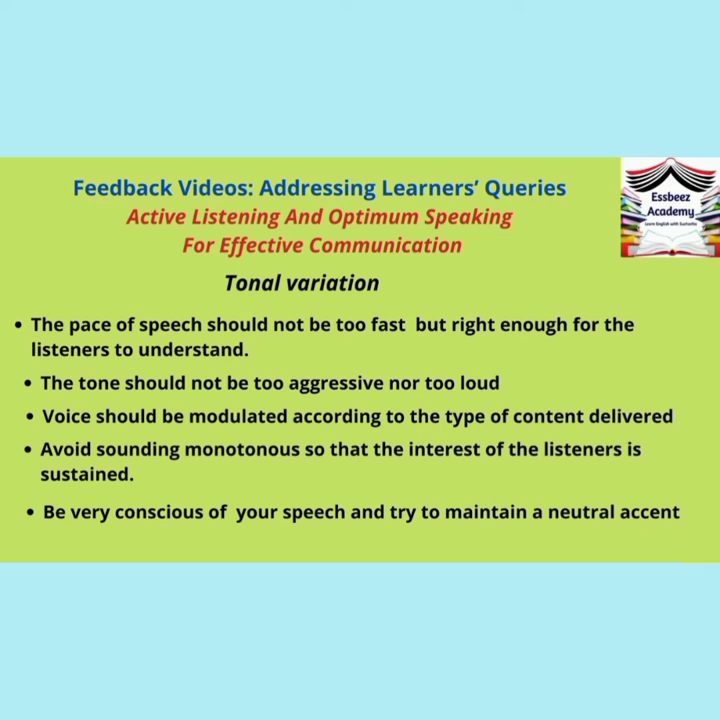 Feedback Videos: Addressing Learners' Queries
Active Listening And Optimum Speaking
For Effective Communication
Essbeez
Academy
Learn English with Sucharita
Tonal variation
• The pace of speech should not be too fast but right enough for the
listeners to understand.
• The tone should not be too aggressive nor too loud
• Voice should be modulated according to the type of content delivered
• Avoid sounding monotonous so that the interest of the listeners is
sustained.
• Be very conscious of your speech and try to maintain a neutral accent